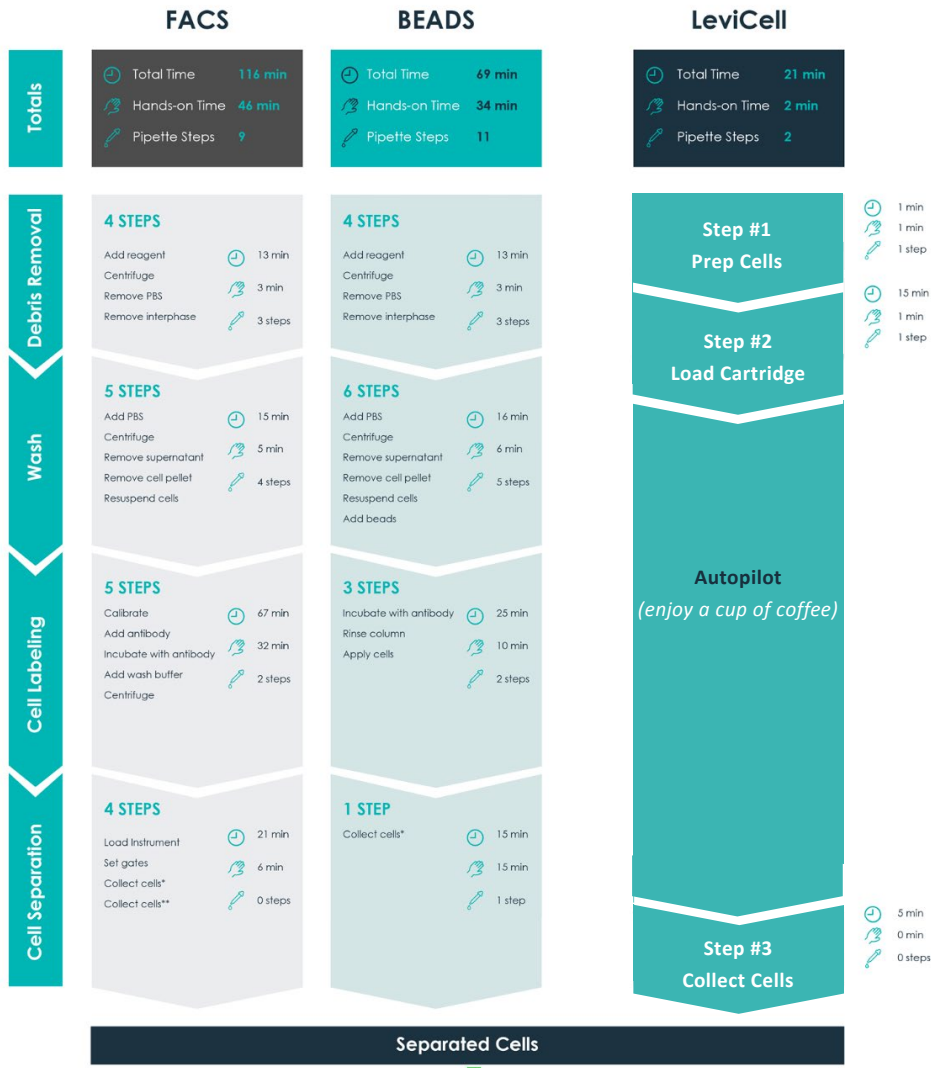 FACS
BEADS
LeviCell
Totals
Total Time 116 min
Hands-on Time 46 min
Pipette Steps 9
Total Time 69 min
Hands-on Time 34 min
Pipette Steps 11
Total Time 21 min
Hands-on Time 2 min
Pipette Steps 2
Debris Removal
4 STEPS
Add reagent
Centrifuge
Remove PBS
Remove interphase
13 min
3 min
3 steps
4 STEPS
Add reagent
Centrifuge
Remove PBS
Remove interphase
13 min
3 min
3 steps
Step #1
Prep Cells
1 min
1 min
1 step
Step #2
Load Cartridge
15 min
1 min
1 step
Wash
5 STEPS
Add PBS
Centrifuge
Remove supernatant
Remove cell pellet
Resuspend cells
15 min
5 min
4 steps
6 STEPS
Add PBS
Centrifuge
Remove supernatant
Remove cell pellet
Resuspend cells
Add beads
16 min
6 min
5 steps
Autopilot
(enjoy a cup of coffee)
Cell Labeling
5 STEPS
Calibrate
Add antibody
Incubate with antibody
Add wash buffer
Centrifuge
67 min
32 min
2 steps
3 STEPS
Incubate with antibody
Rinse column
Apply cells
25 min
10 min
2 steps
Cell Separation
4 STEPS
Load Instrument
Set gates
Collect cells*
Collect cells**
21 min
6 min
0 steps
1 STEP
Collect cells*
15 min
15 min
1 step
Step #3
Collect Cells
5 min
0 min
0 steps
Separated Cells